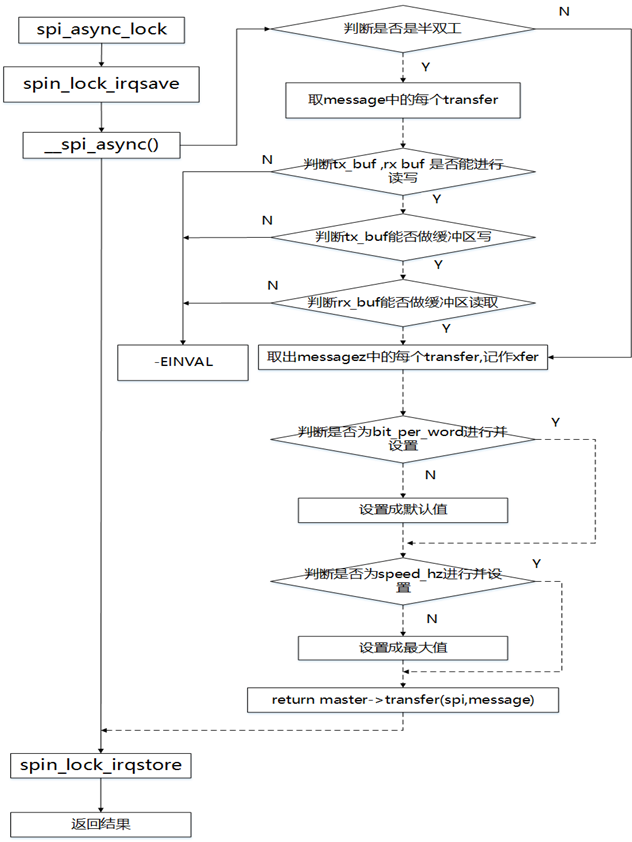 spi_async_lock
spin_lock_irqsave
__spi_async()
判断是否是半双工
N
Y
取message中的每个transfer
判断tx_buf ,rx buf 是否能进行
读写
N
Y
判断tx_buf能否做缓冲区写
N
Y
判断rx_buf能否做缓冲区读取
N
Y
-EINVAL
取出messagez中的每个transfer,记作xfer
判断是否为bit_per_word进行并
设置
Y
N
设置成默认值
判断是否为speed_hz进行并设
置
Y
N
设置成最大值
return master->transfer(spi,message)
spin_lock_irqstore
返回结果